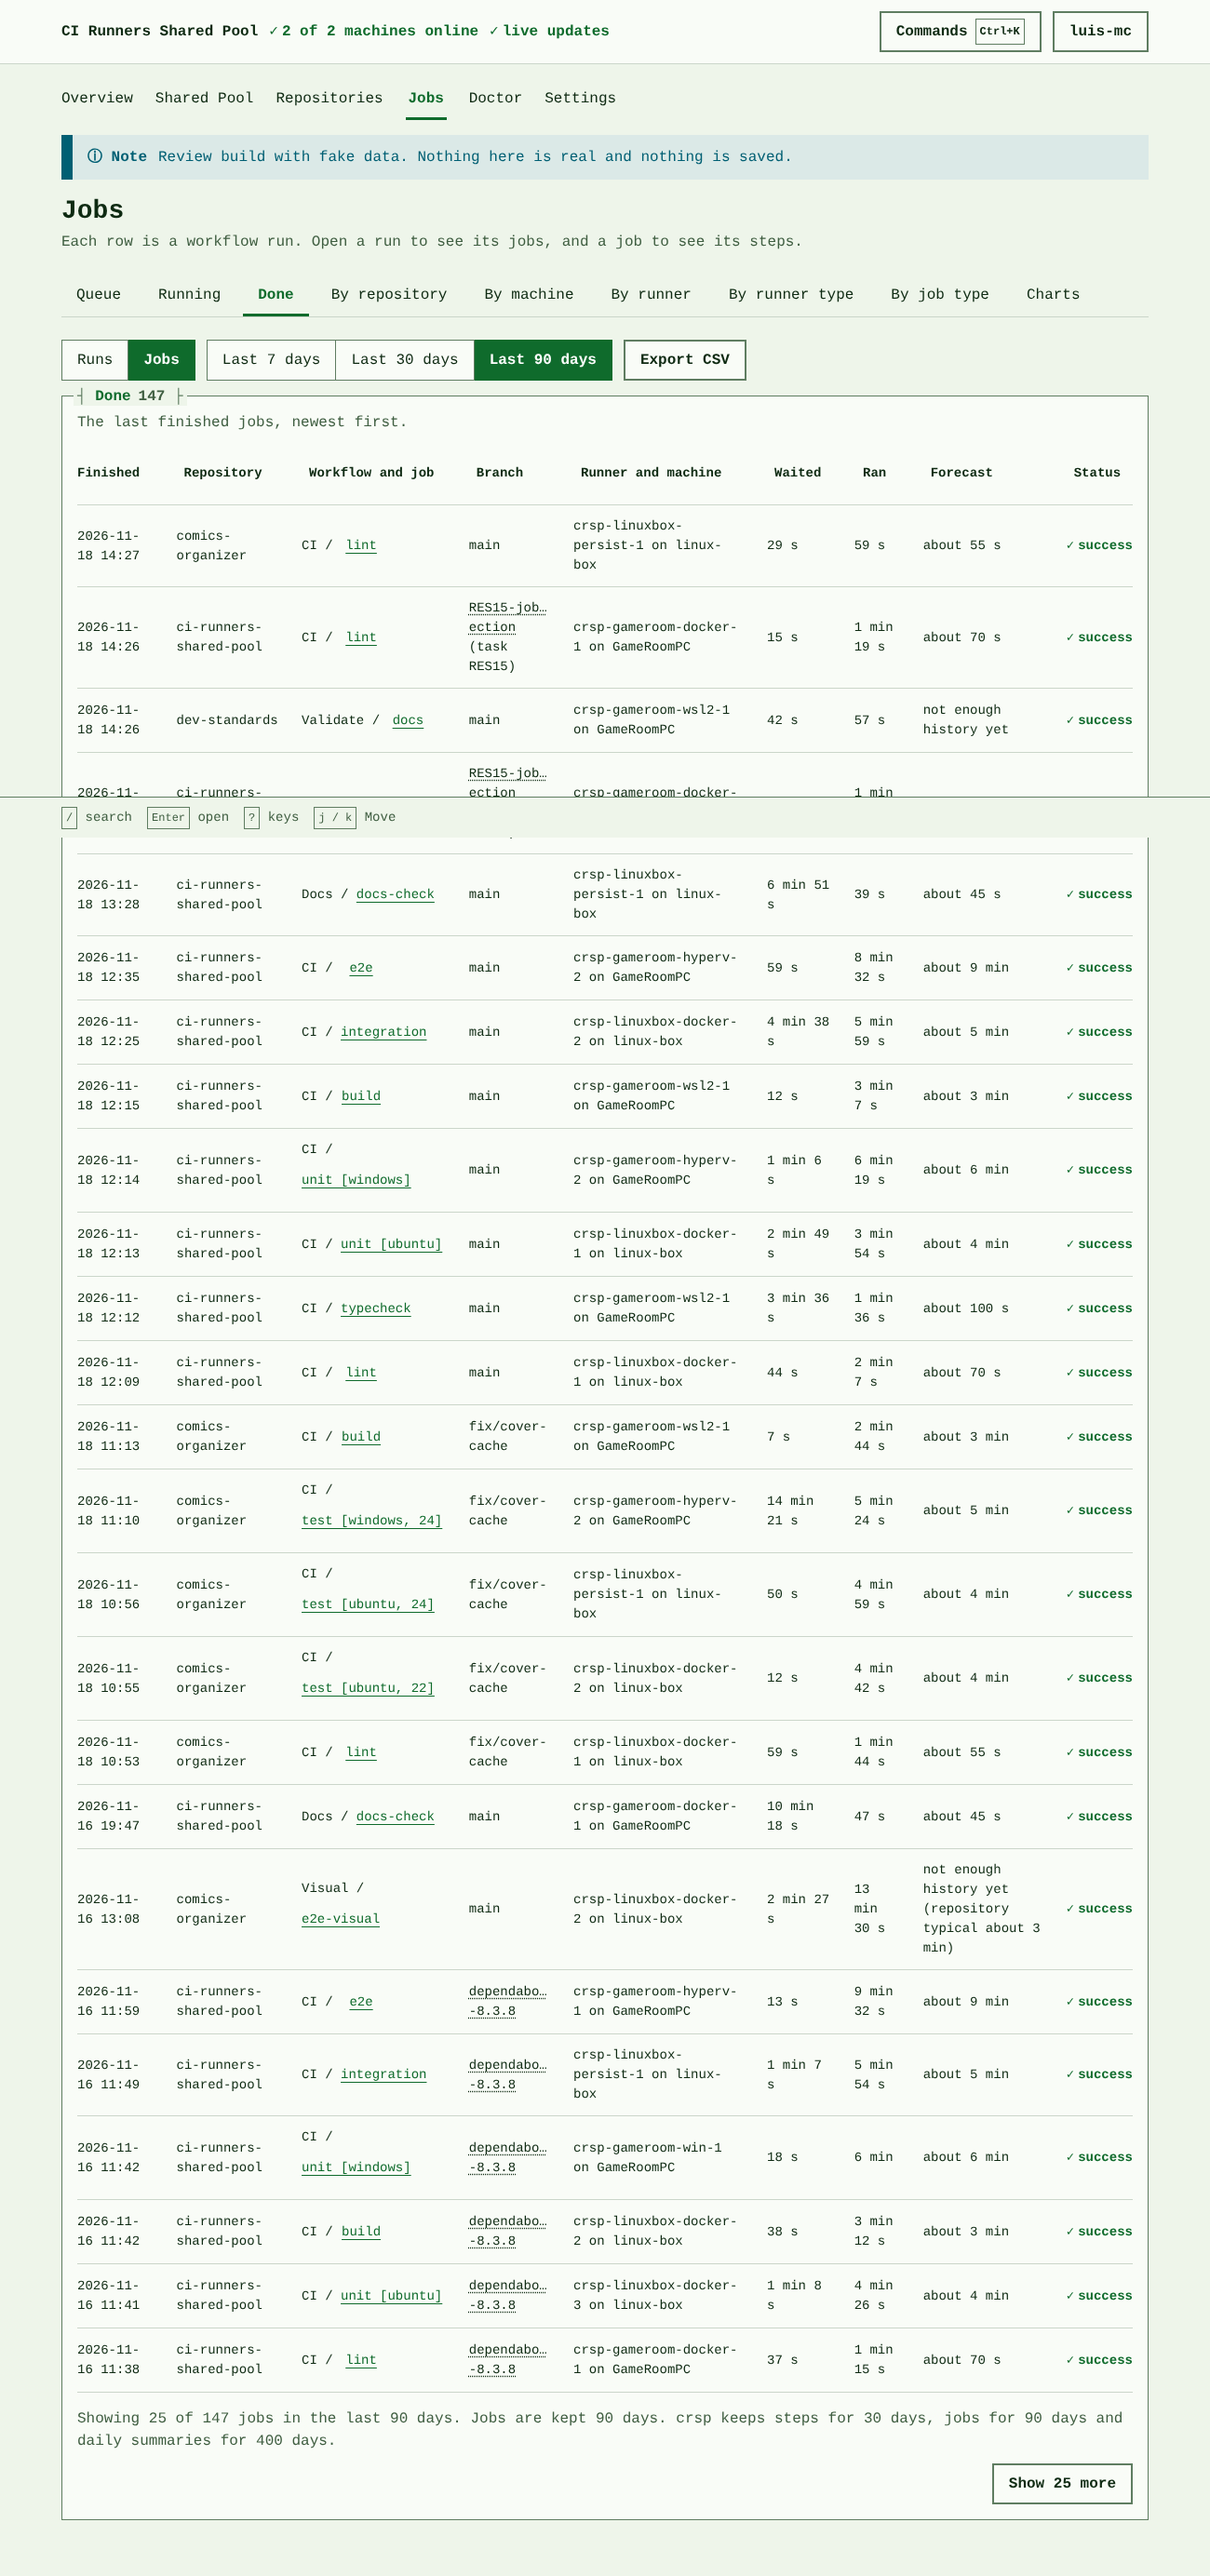 CI Runners Shared Pool ✓ 2 of 2 machines online ✓ live updates Commands Ctrl+K luis-mc
Overview Shared Pool Repositories Jobs Doctor Settings
ⓘ Note Review build with fake data. Nothing here is real and nothing is saved.
Jobs
Each row is a workflow run. Open a run to see its jobs, and a job to see its steps.
Queue Running Done By repository By machine By runner By runner type By job type Charts
Runs Jobs Last 7 days Last 30 days Last 90 days Export CSV
Done 147
The last finished jobs, newest first.
Finished Repository Workflow and job Branch Runner and machine Waited Ran Forecast Status
2026-11-18 14:27 comics-organizer CI / lint main crsp-linuxbox-persist-1 on linux-box 29 s 59 s about 55 s ✓ success
2026-11-18 14:26 ci-runners-shared-pool CI / lint RES15-job…ection (task RES15) crsp-gameroom-docker-1 on GameRoomPC 15 s 1 min 19 s about 70 s ✓ success
2026-11-18 14:26 dev-standards Validate / docs main crsp-gameroom-wsl2-1 on GameRoomPC 42 s 57 s not enough history yet ✓ success
2026-11- ci-runners- RES15-job…ection crsp-gameroom-docker- 1 min
/ search Enter open ? keys j / k Move
2026-11-18 13:28 ci-runners-shared-pool Docs / docs-check main crsp-linuxbox-persist-1 on linux-box 6 min 51 s 39 s about 45 s ✓ success
2026-11-18 12:35 ci-runners-shared-pool CI / e2e main crsp-gameroom-hyperv-2 on GameRoomPC 59 s 8 min 32 s about 9 min ✓ success
2026-11-18 12:25 ci-runners-shared-pool CI / integration main crsp-linuxbox-docker-2 on linux-box 4 min 38 s 5 min 59 s about 5 min ✓ success
2026-11-18 12:15 ci-runners-shared-pool CI / build main crsp-gameroom-wsl2-1 on GameRoomPC 12 s 3 min 7 s about 3 min ✓ success
2026-11-18 12:14 ci-runners-shared-pool CI / unit [windows] main crsp-gameroom-hyperv-2 on GameRoomPC 1 min 6 s 6 min 19 s about 6 min ✓ success
2026-11-18 12:13 ci-runners-shared-pool CI / unit [ubuntu] main crsp-linuxbox-docker-1 on linux-box 2 min 49 s 3 min 54 s about 4 min ✓ success
2026-11-18 12:12 ci-runners-shared-pool CI / typecheck main crsp-gameroom-wsl2-1 on GameRoomPC 3 min 36 s 1 min 36 s about 100 s ✓ success
2026-11-18 12:09 ci-runners-shared-pool CI / lint main crsp-linuxbox-docker-1 on linux-box 44 s 2 min 7 s about 70 s ✓ success
2026-11-18 11:13 comics-organizer CI / build fix/cover-cache crsp-gameroom-wsl2-1 on GameRoomPC 7 s 2 min 44 s about 3 min ✓ success
2026-11-18 11:10 comics-organizer CI / test [windows, 24] fix/cover-cache crsp-gameroom-hyperv-2 on GameRoomPC 14 min 21 s 5 min 24 s about 5 min ✓ success
2026-11-18 10:56 comics-organizer CI / test [ubuntu, 24] fix/cover-cache crsp-linuxbox-persist-1 on linux-box 50 s 4 min 59 s about 4 min ✓ success
2026-11-18 10:55 comics-organizer CI / test [ubuntu, 22] fix/cover-cache crsp-linuxbox-docker-2 on linux-box 12 s 4 min 42 s about 4 min ✓ success
2026-11-18 10:53 comics-organizer CI / lint fix/cover-cache crsp-linuxbox-docker-1 on linux-box 59 s 1 min 44 s about 55 s ✓ success
2026-11-16 19:47 ci-runners-shared-pool Docs / docs-check main crsp-gameroom-docker-1 on GameRoomPC 10 min 18 s 47 s about 45 s ✓ success
2026-11-16 13:08 comics-organizer Visual / e2e-visual main crsp-linuxbox-docker-2 on linux-box 2 min 27 s 13 min 30 s not enough history yet (repository typical about 3 min) ✓ success
2026-11-16 11:59 ci-runners-shared-pool CI / e2e dependabo…-8.3.8 crsp-gameroom-hyperv-1 on GameRoomPC 13 s 9 min 32 s about 9 min ✓ success
2026-11-16 11:49 ci-runners-shared-pool CI / integration dependabo…-8.3.8 crsp-linuxbox-persist-1 on linux-box 1 min 7 s 5 min 54 s about 5 min ✓ success
2026-11-16 11:42 ci-runners-shared-pool CI / unit [windows] dependabo…-8.3.8 crsp-gameroom-win-1 on GameRoomPC 18 s 6 min about 6 min ✓ success
2026-11-16 11:42 ci-runners-shared-pool CI / build dependabo…-8.3.8 crsp-linuxbox-docker-2 on linux-box 38 s 3 min 12 s about 3 min ✓ success
2026-11-16 11:41 ci-runners-shared-pool CI / unit [ubuntu] dependabo…-8.3.8 crsp-linuxbox-docker-3 on linux-box 1 min 8 s 4 min 26 s about 4 min ✓ success
2026-11-16 11:38 ci-runners-shared-pool CI / lint dependabo…-8.3.8 crsp-gameroom-docker-1 on GameRoomPC 37 s 1 min 15 s about 70 s ✓ success
Showing 25 of 147 jobs in the last 90 days. Jobs are kept 90 days. crsp keeps steps for 30 days, jobs for 90 days and
daily summaries for 400 days.
Show 25 more